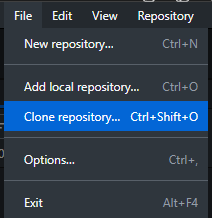 File Edit View Repository
New repository... Ctrl+N
Add local repository... Ctrl+O
Clone repository... Ctrl+Shift+O
Options... Ctrl+,
Exit Alt+F4